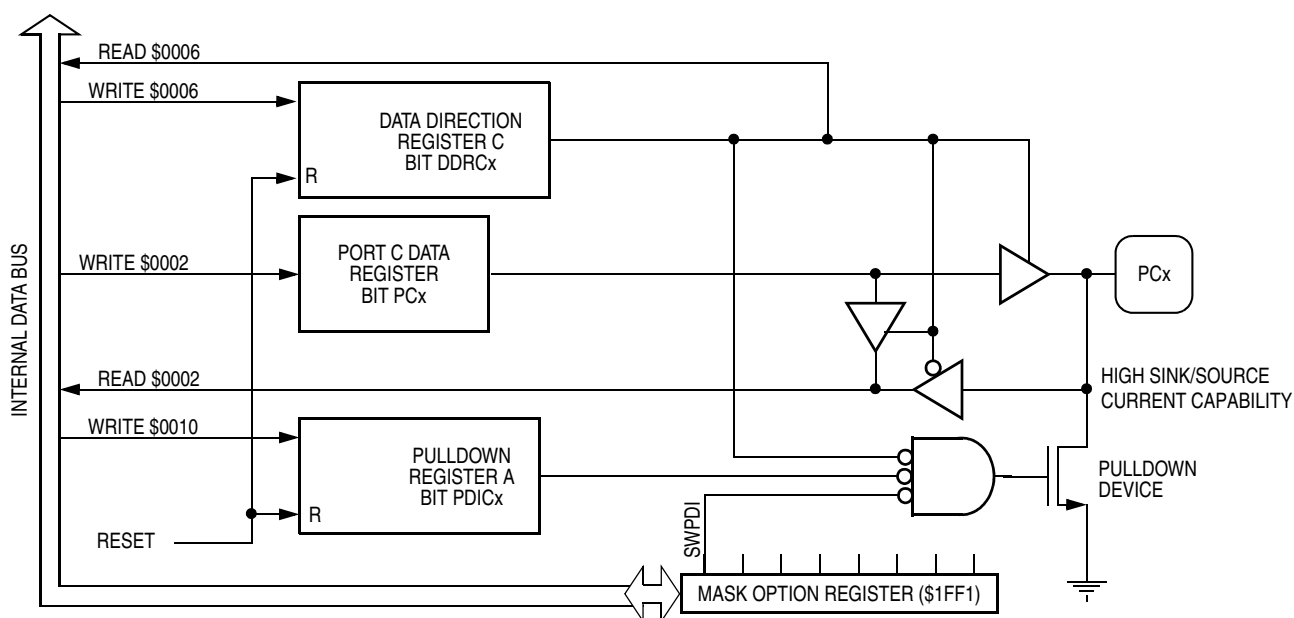 READ $0006
WRITE $0006
DATA DIRECTION
REGISTER C
BIT DDRCx
R
INTERNAL DATA BUS
WRITE $0002
PORT C DATA
REGISTER
BIT PCx
PCx
READ $0002
HIGH SINK/SOURCE
CURRENT CAPABILITY
WRITE $0010
PULLDOWN
REGISTER A
BIT PDICx
R
PULLDOWN
DEVICE
RESET
SWPDI
MASK OPTION REGISTER ($1FF1)